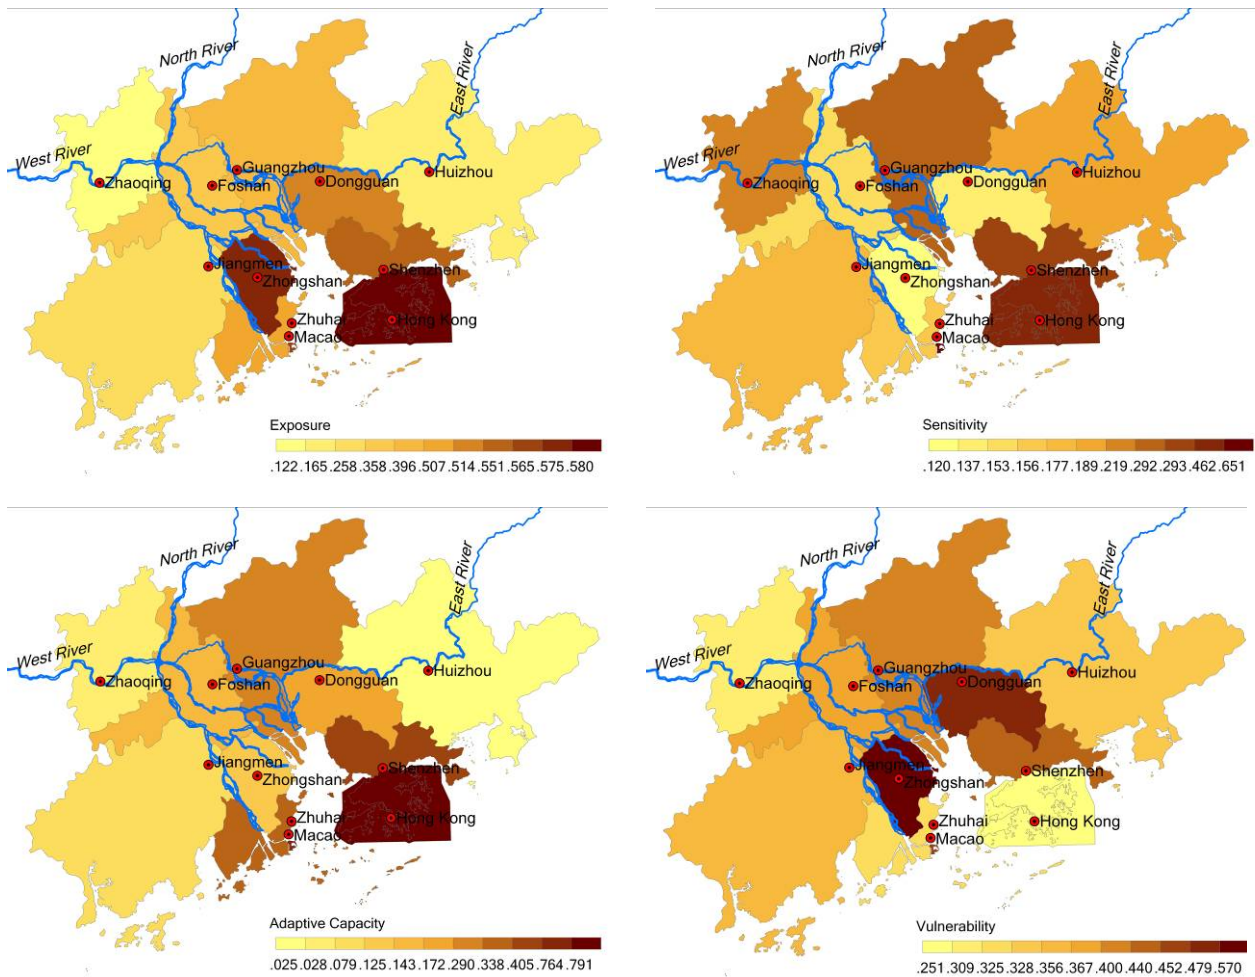 North River
East River
West River
Guangzhou
Zhaoqing
Foshan
Dongguan
Huizhou
Jiangmen
Zhongshan
Shenzhen
Zhuhai
Hong Kong
Macao
Exposure
.122.165.258.358.396.507.514.551.565.575.580
North River
East River
West River
Guangzhou
Zhaoqing
Foshan
Dongguan
Huizhou
Jiangmen
Zhongshan
Shenzhen
Zhuhai
Hong Kong
Macao
Sensitivity
.120.137.153.156.177.189.219.292.293.462.651
North River
East River
West River
Guangzhou
Zhaoqing
Foshan
Dongguan
Huizhou
Jiangmen
Zhongshan
Shenzhen
Zhuhai
Hong Kong
Macao
Adaptive Capacity
.025.028.079.125.143.172.290.338.405.764.791
North River
East River
West River
Guangzhou
Zhaoqing
Foshan
Dongguan
Huizhou
Jiangmen
Zhongshan
Shenzhen
Zhuhai
Hong Kong
Macao
Vulnerability
.251.309.325.328.356.367.400.440.452.479.570